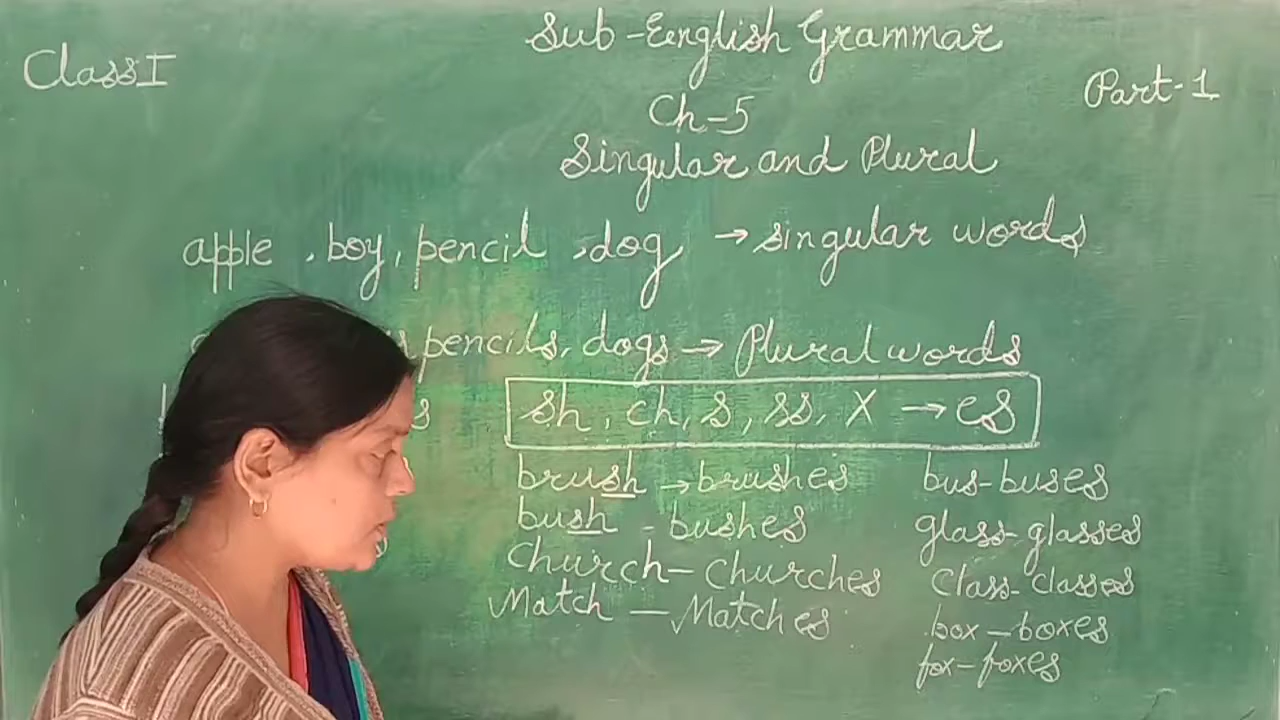 Sub-English Grammar
Class I
Part-1
Ch-5
Singular and Plural
apple, boy, pencil, dog, → singular words
pencils, dogs → Plural words
sh, ch, s, ss, x → es
brush → brushes bus-buses
bush - bushes glass-glasses
Church-Churches Class-Classes
Match - Matches box-boxes
fox-foxes